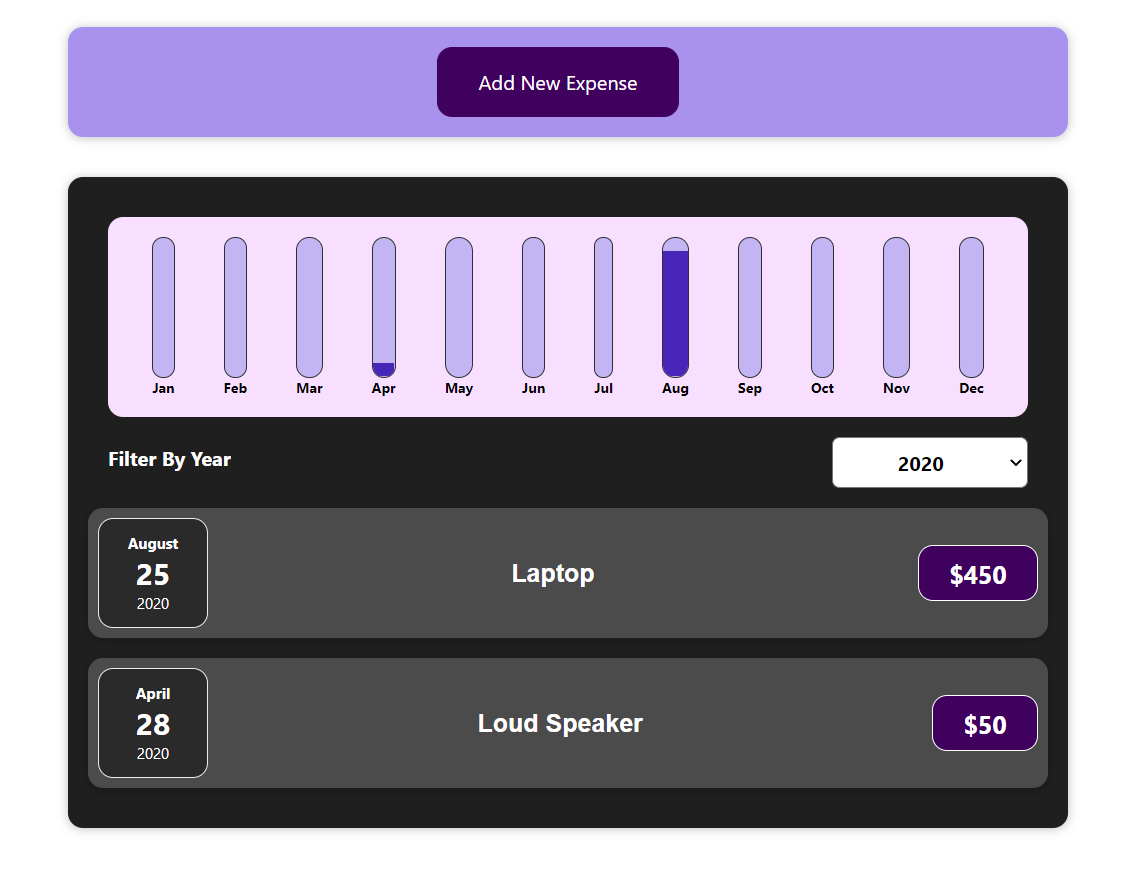 Add New Expense
Jan Feb Mar Apr May Jun Jul Aug Sep Oct Nov Dec
Filter By Year
2020
August
25
2020
Laptop
$450
April
28
2020
Loud Speaker
$50